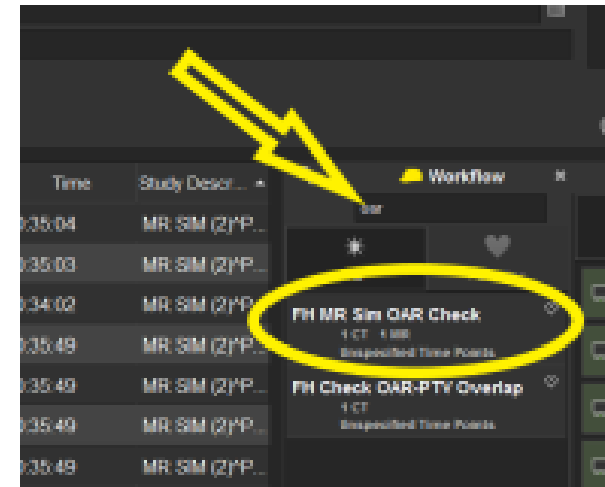 Workflow
Time Study Descr...
oar
0:35:04 MR SIM (2)^P...
0:35:03 MR SIM (2)^P...
0:34:02 MR SIM (2)^P...
0:35:49 MR SIM (2)^P...
0:35:49 MR SIM (2)^P...
0:35:49 MR SIM (2)^P...
0:35:49 MR SIM (2)^P...
FH MR Sim OAR Check
1 CT 1 MR
Unspecified Time Points
FH Check OAR-PTV Overlap
1 CT
Unspecified Time Points